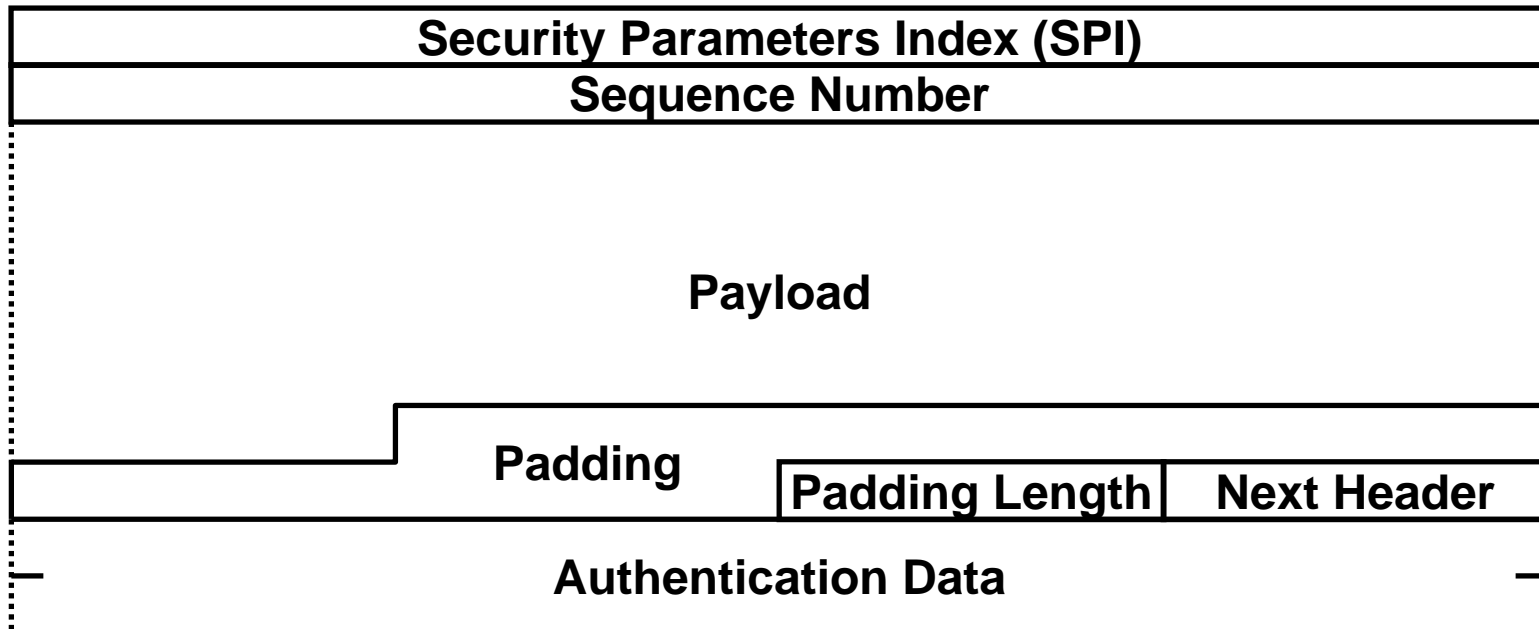 Security Parameters Index (SPI)
Sequence Number
Payload
Padding
Padding Length
Next Header
Authentication Data